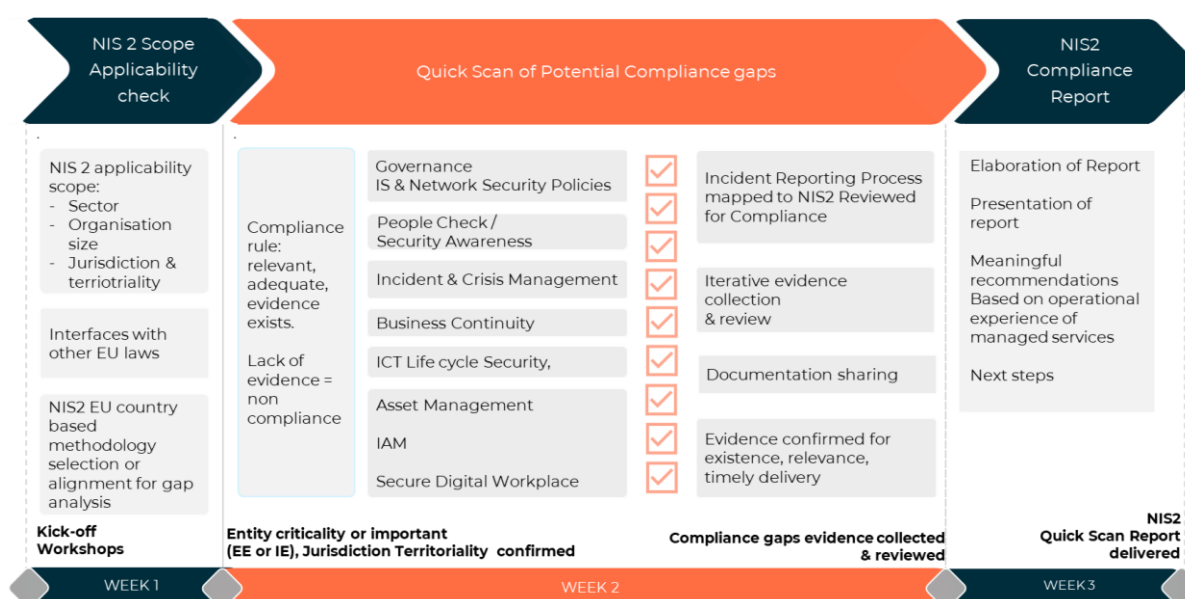 NIS 2 Scope
Applicability
check
Quick Scan of Potential Compliance gaps
NIS2
Compliance
Report
NIS 2 applicability
scope:
- Sector
- Organisation
size
- Jurisdiction &
terriotriality
Interfaces with
other EU laws
NIS2 EU country
based
methodology
selection or
alignment for gap
analysis
Kick-off
Workshops
Compliance
rule:
relevant,
adequate,
evidence
exists.
Lack of
evidence =
non
compliance
Governance
IS & Network Security Policies
People Check /
Security Awareness
Incident & Crisis Management
Business Continuity
ICT Life cycle Security,
Asset Management
IAM
Secure Digital Workplace
Incident Reporting Process
mapped to NIS2 Reviewed
for Compliance
Iterative evidence
collection
& review
Documentation sharing
Evidence confirmed for
existence, relevance,
timely delivery
Entity criticality or important
(EE or IE), Jurisdiction Territoriality confirmed
Compliance gaps evidence collected
& reviewed
Elaboration of Report
Presentation of
report
Meaningful
recommendations
Based on operational
experience of
managed services
Next steps
NIS2
Quick Scan Report
delivered
WEEK 1
WEEK 2
WEEK 3